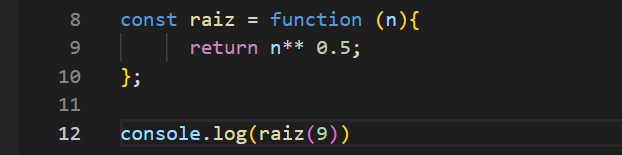 8 const raiz = function (n){
9 return n** 0.5;
10 };
11
12 console.log(raiz(9))